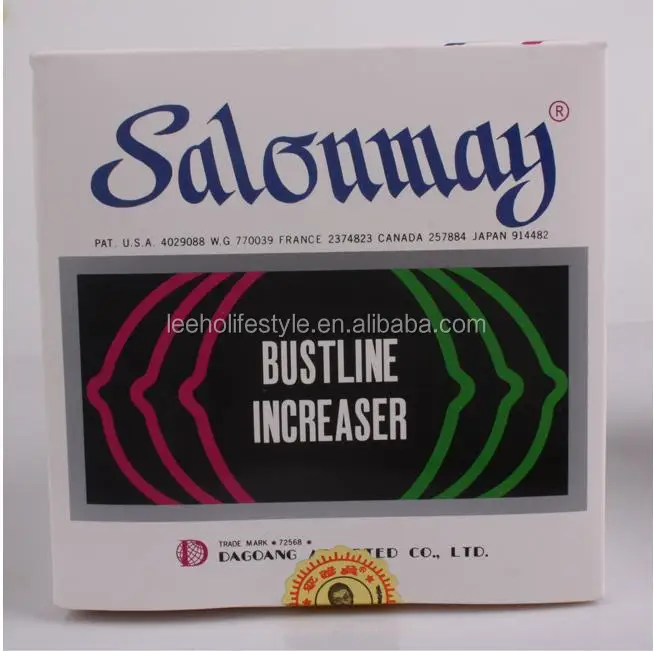 Salonmay®
PAT. U.S.A. 4029088 W.G 770039 FRANCE 2374823 CANADA 257884 JAPAN 914482
leeholifestyle.en.alibaba.com
BUSTLINE
INCREASER
TRADE MARK * 72568 *
DAGOANG CO., LTD.